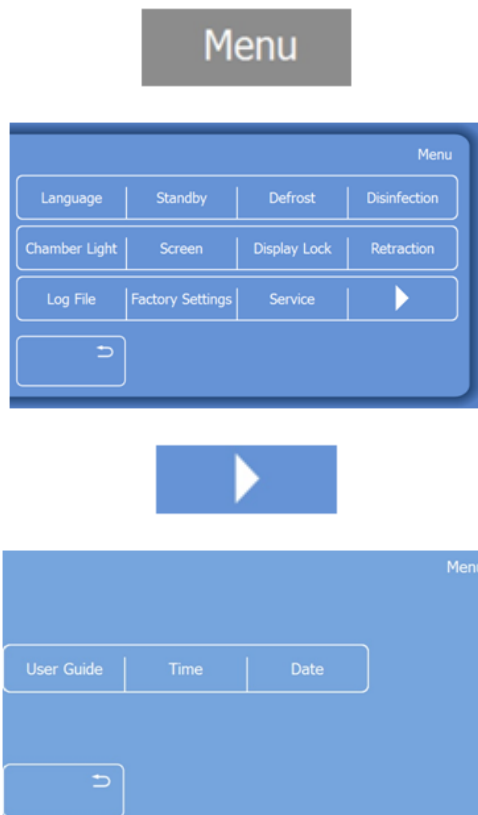 Menu
Menu
Language Standby Defrost Disinfection
Chamber Light Screen Display Lock Retraction
Log File Factory Settings Service
Menu
User Guide Time Date